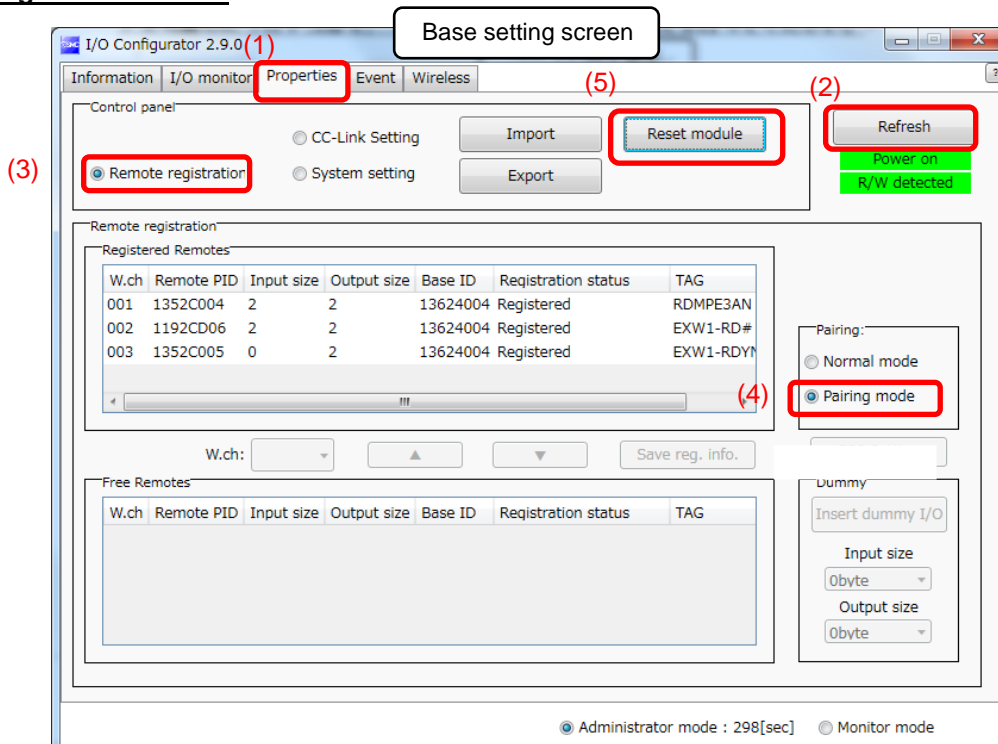 Base setting screen
I/O Configurator 2.9.0
(1)
Information I/O monitor Properties Event Wireless
(5)
(2)
Control panel
CC-Link Setting
Import
Reset module
Refresh
(3)
Remote registration
System setting
Export
Power on
R/W detected
Remote registration
Registered Remotes
W.ch Remote PID Input size Output size Base ID Registration status TAG
001 1352C004 2 2 13624004 Registered RDMPE3AN
002 1192CD06 2 2 13624004 Registered EXW1-RD#
003 1352C005 0 2 13624004 Registered EXW1-RDYN
Pairing:
Normal mode
(4)
Pairing mode
W.ch:
Save reg. info.
Free Remotes
W.ch Remote PID Input size Output size Base ID Registration status TAG
Dummy
Insert dummy I/O
Input size
0byte
Output size
0byte
Administrator mode : 298[sec]
Monitor mode